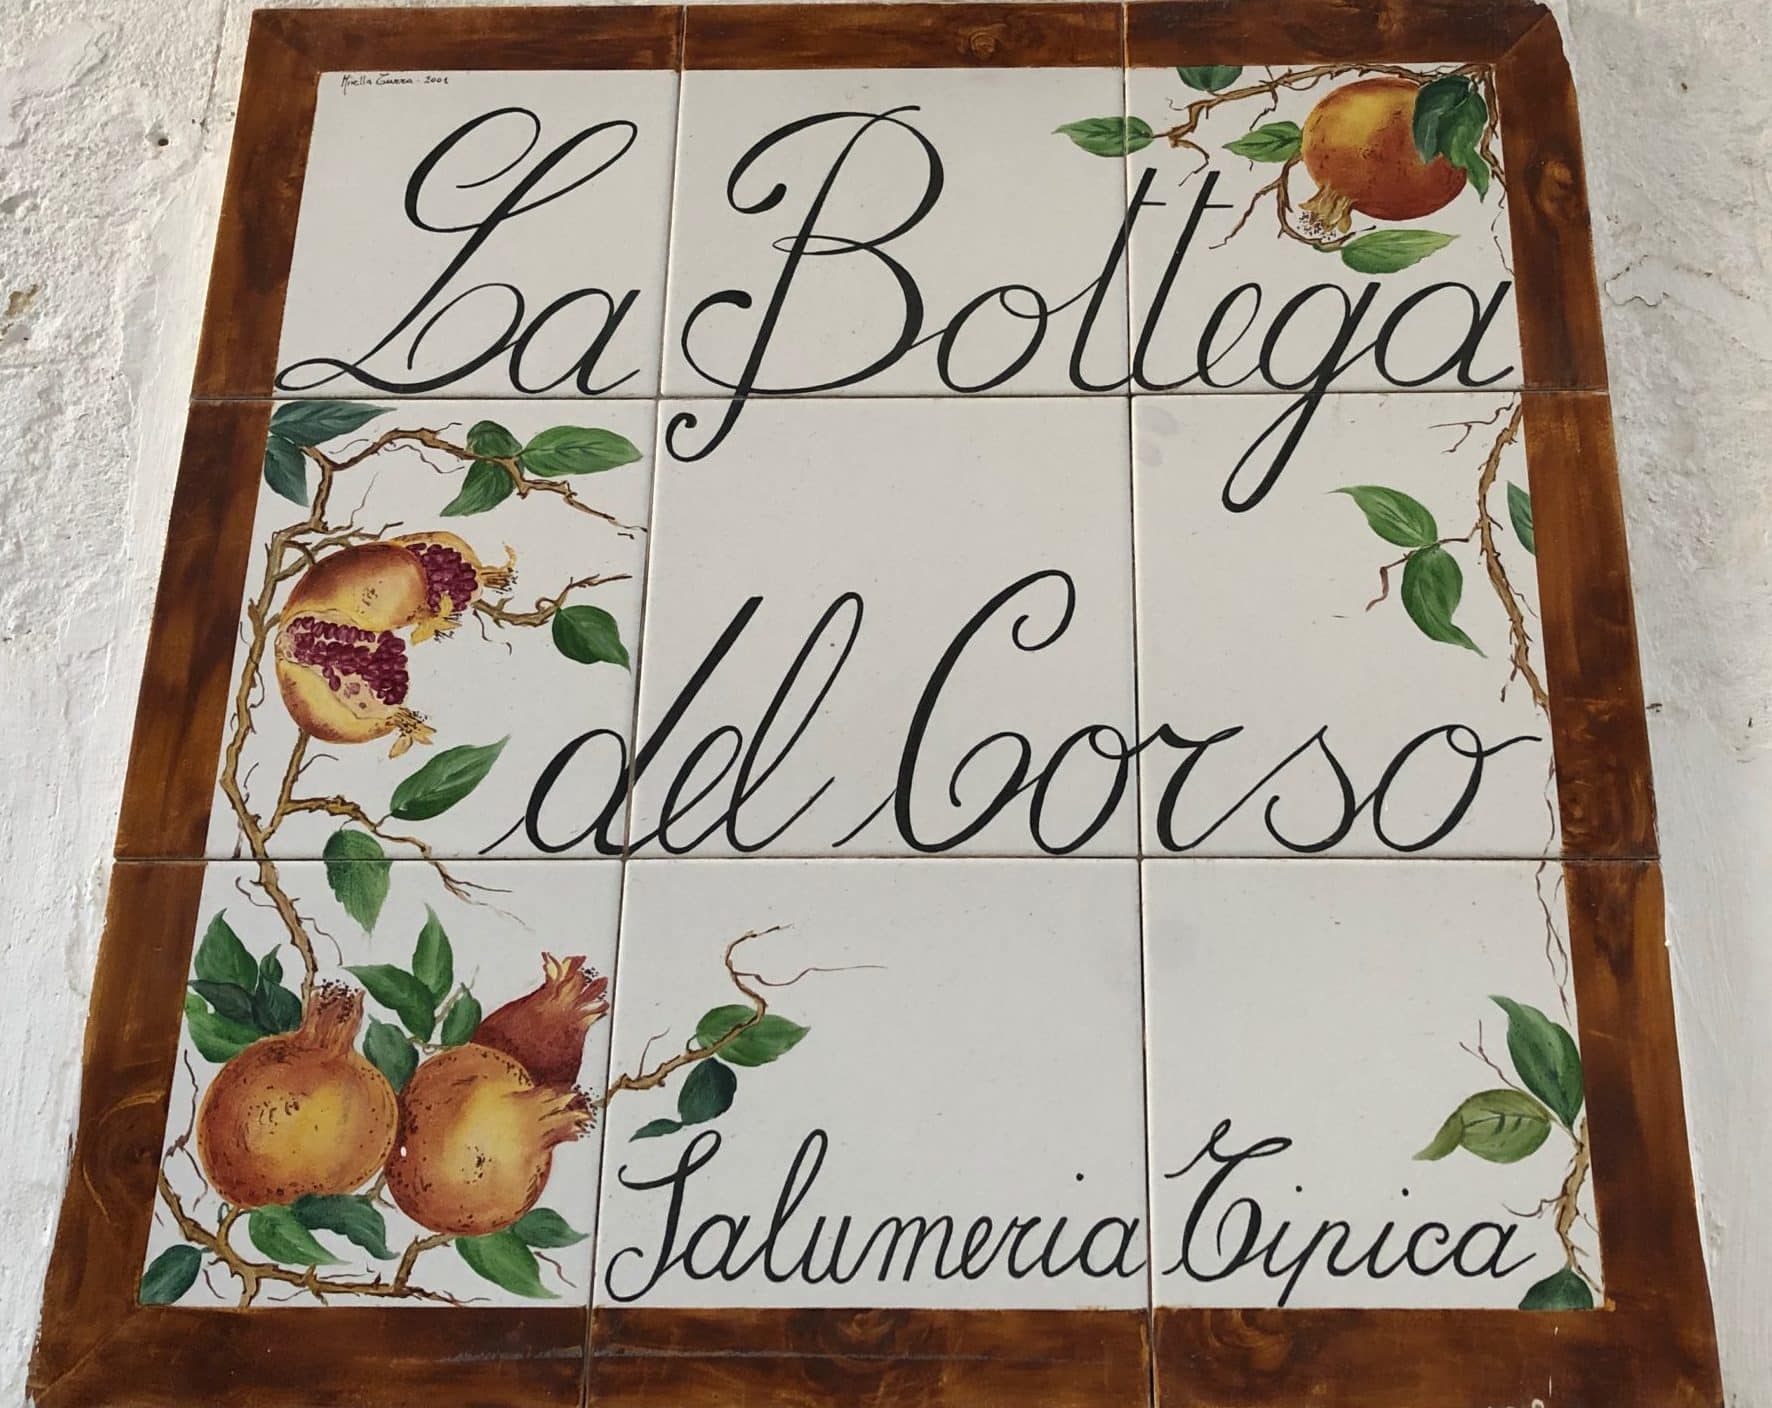 La Bottega
del Corso
Salumeria Tipica